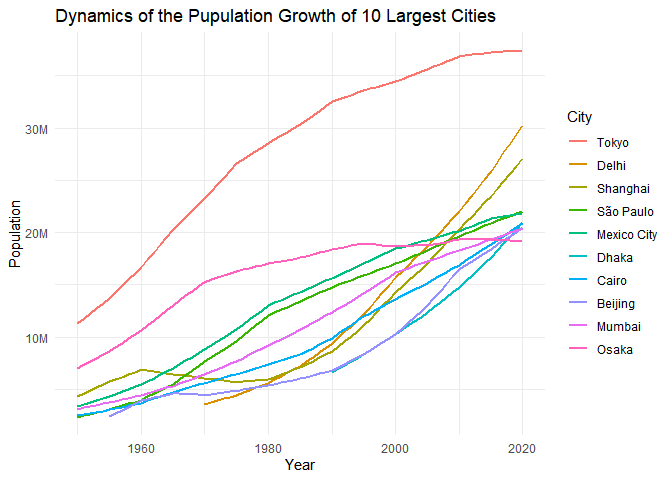 Dynamics of the Pupulation Growth of 10 Largest Cities
30M
20M
10M
Population
1960
1980
2000
2020
Year
City
Tokyo
Delhi
Shanghai
São Paulo
Mexico City
Dhaka
Cairo
Beijing
Mumbai
Osaka